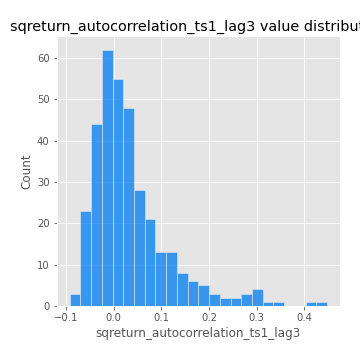 sqreturn_autocorrelation_ts1_lag3 value distribut
60
50
40
30
20
10
0
Count
−0.1 0.0 0.1 0.2 0.3 0.4
sqreturn_autocorrelation_ts1_lag3